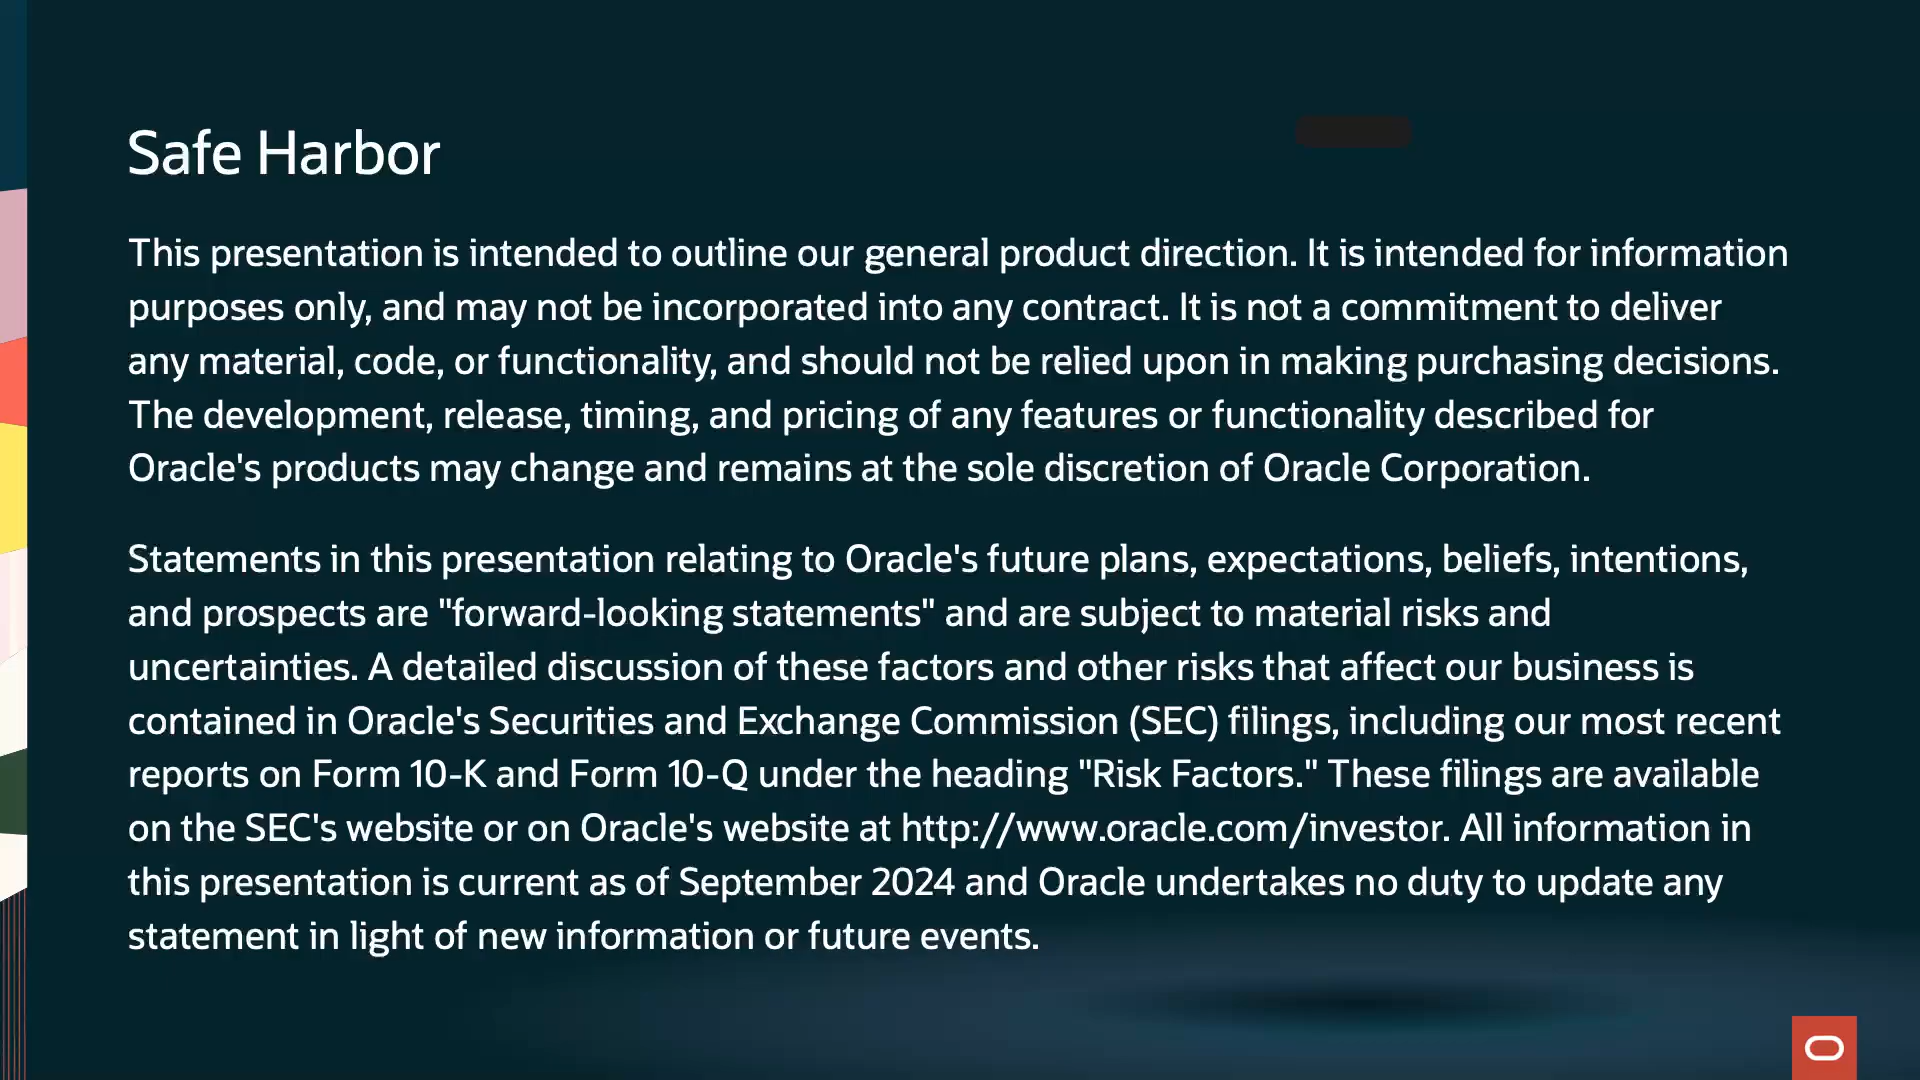 Safe Harbor
This presentation is intended to outline our general product direction. It is intended for information
purposes only, and may not be incorporated into any contract. It is not a commitment to deliver
any material, code, or functionality, and should not be relied upon in making purchasing decisions.
The development, release, timing, and pricing of any features or functionality described for
Oracle's products may change and remains at the sole discretion of Oracle Corporation.
Statements in this presentation relating to Oracle's future plans, expectations, beliefs, intentions,
and prospects are "forward-looking statements" and are subject to material risks and
uncertainties. A detailed discussion of these factors and other risks that affect our business is
contained in Oracle's Securities and Exchange Commission (SEC) filings, including our most recent
reports on Form 10-K and Form 10-Q under the heading "Risk Factors." These filings are available
on the SEC's website or on Oracle's website at http://www.oracle.com/investor. All information in
this presentation is current as of September 2024 and Oracle undertakes no duty to update any
statement in light of new information or future events.